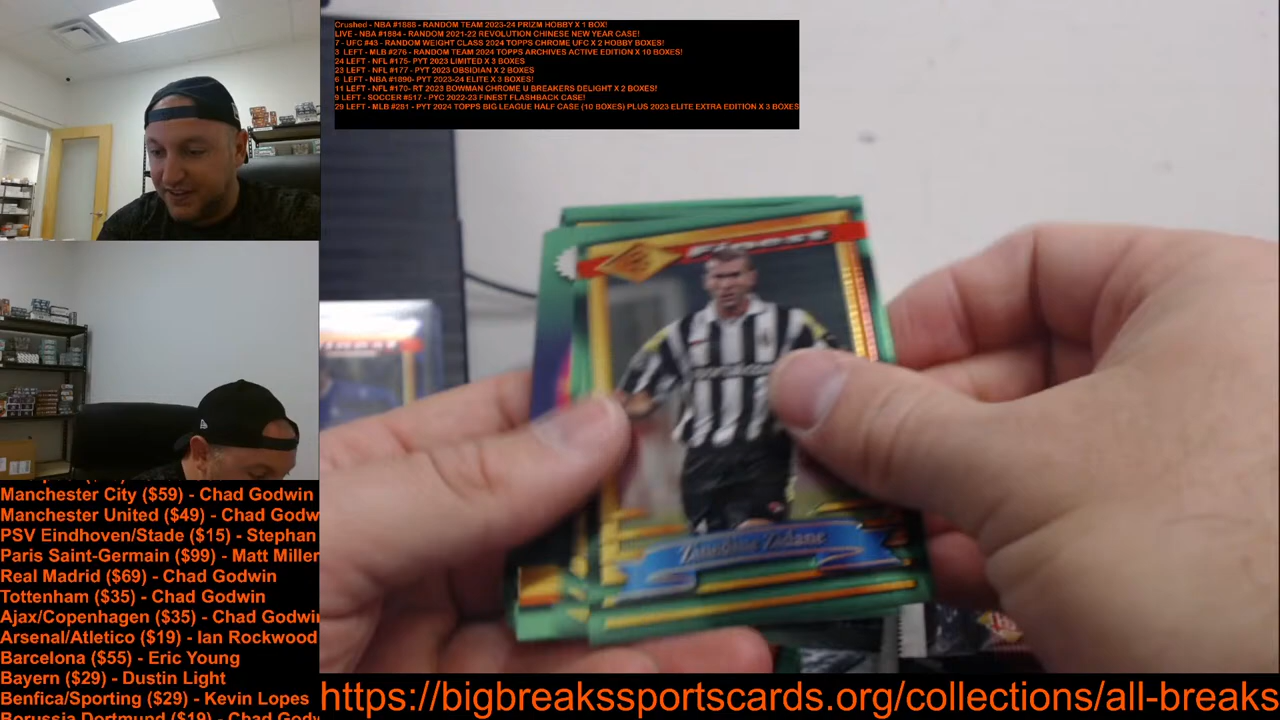 Crushed - NBA #1888 - RANDOM TEAM 2023-24 PRIZM HOBBY X 1 BOX!
LIVE - NBA #1884 - RANDOM 2021-22 REVOLUTION CHINESE NEW YEAR CASE!
7 - UFC #43 - RANDOM WEIGHT CLASS 2024 TOPPS CHROME UFC X 2 HOBBY BOXES!
3 LEFT - MLB #276 - RANDOM TEAM 2024 TOPPS ARCHIVES ACTIVE EDITION X 10 BOXES!
24 LEFT - NFL #175- PYT 2023 LIMITED X 3 BOXES
23 LEFT - NFL #177 - PYT 2023 OBSIDIAN X 2 BOXES
6 LEFT - NBA #1890- PYT 2023-24 ELITE X 3 BOXES!
11 LEFT - NFL #170- RT 2023 BOWMAN CHROME U BREAKERS DELIGHT X 2 BOXES!
9 LEFT - SOCCER #517 - PYC 2022-23 FINEST FLASHBACK CASE!
29 LEFT - MLB #281 - PYT 2024 TOPPS BIG LEAGUE HALF CASE (10 BOXES) PLUS 2023 ELITE EXTRA EDITION X 3 BOXES
Finest
Zinedine Zidane
Manchester City ($59) - Chad Godwin
Manchester United ($49) - Chad Godw
PSV Eindhoven/Stade ($15) - Stephan
Paris Saint-Germain ($99) - Matt Miller
Real Madrid ($69) - Chad Godwin
Tottenham ($35) - Chad Godwin
Ajax/Copenhagen ($35) - Chad Godwin
Arsenal/Atletico ($19) - Ian Rockwood
Barcelona ($55) - Eric Young
Bayern ($29) - Dustin Light
Benfica/Sporting ($29) - Kevin Lopes
Borussia Dortmund ($19) - Chad Godw
https://bigbreakssportscards.org/collections/all-breaks